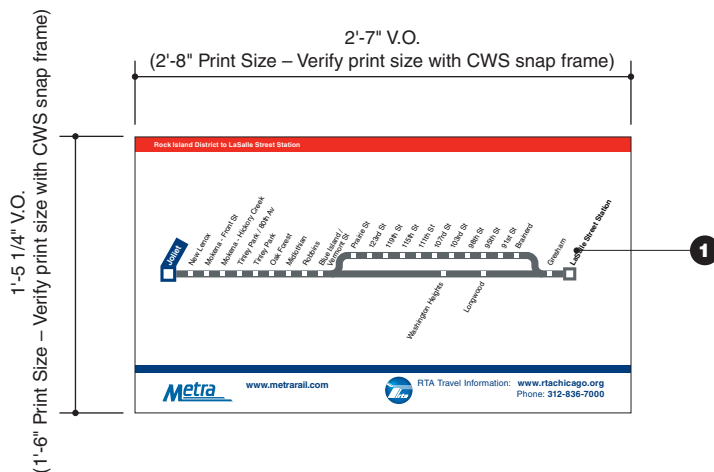 2'-7" V.O.
(2'-8" Print Size – Verify print size with CWS snap frame)
1'-5 1/4" V.O.
(1'-6" Print Size – Verify print size with CWS snap frame)
Rock Island District to LaSalle Street Station
Joliet
New Lenox
Mokena - Front St
Mokena - Hickory Creek
Tinley Park / 80th Av
Tinley Park
Oak Forest
Midlothian
Robbins
Blue Island /
Vermont St
Prairie St
123rd St
119th St
115th St
111th St
107th St
103rd St
99th St
95th St
91st St
Brainerd
Gresham
LaSalle Street Station
1
Washington Heights
Longwood
Metra
www.metrarail.com
rta
RTA Travel Information: www.rtachicago.org
Phone: 312-836-7000